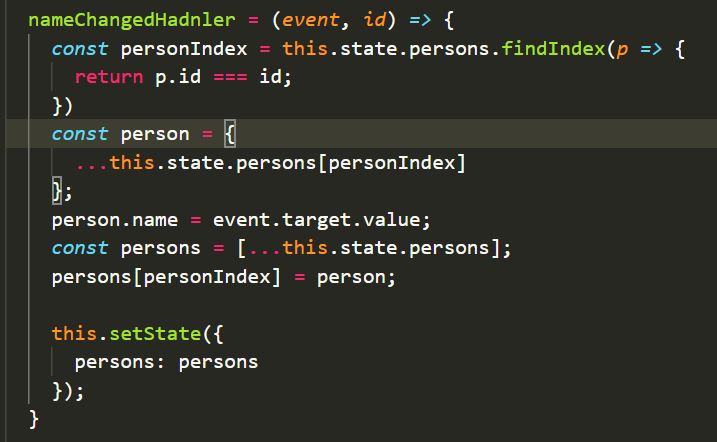 nameChangedHadnler = (event, id) => {
const personIndex = this.state.persons.findIndex(p => {
return p.id === id;
})
const person = {
...this.state.persons[personIndex]
};
person.name = event.target.value;
const persons = [...this.state.persons];
persons[personIndex] = person;
this.setState({
persons: persons
});
}